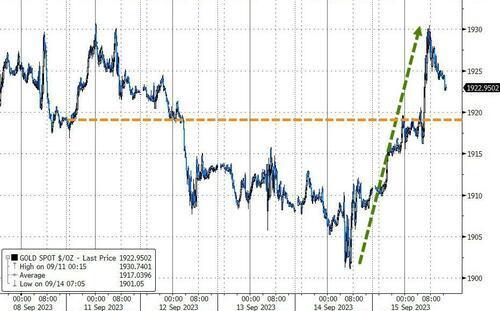 1930
1925
1922.9502
1920
1915
1910
1905
1900
GOLD SPOT $/OZ - Last Price 1922.9502
High on 09/11 00:15 1930.7401
Average 1917.0396
Low on 09/14 07:05 1901.05
00:00 08:00 00:00 08:00 00:00 08:00 00:00 08:00 00:00 08:00 00:00 08:00
08 Sep 2023 11 Sep 2023 12 Sep 2023 13 Sep 2023 14 Sep 2023 15 Sep 2023